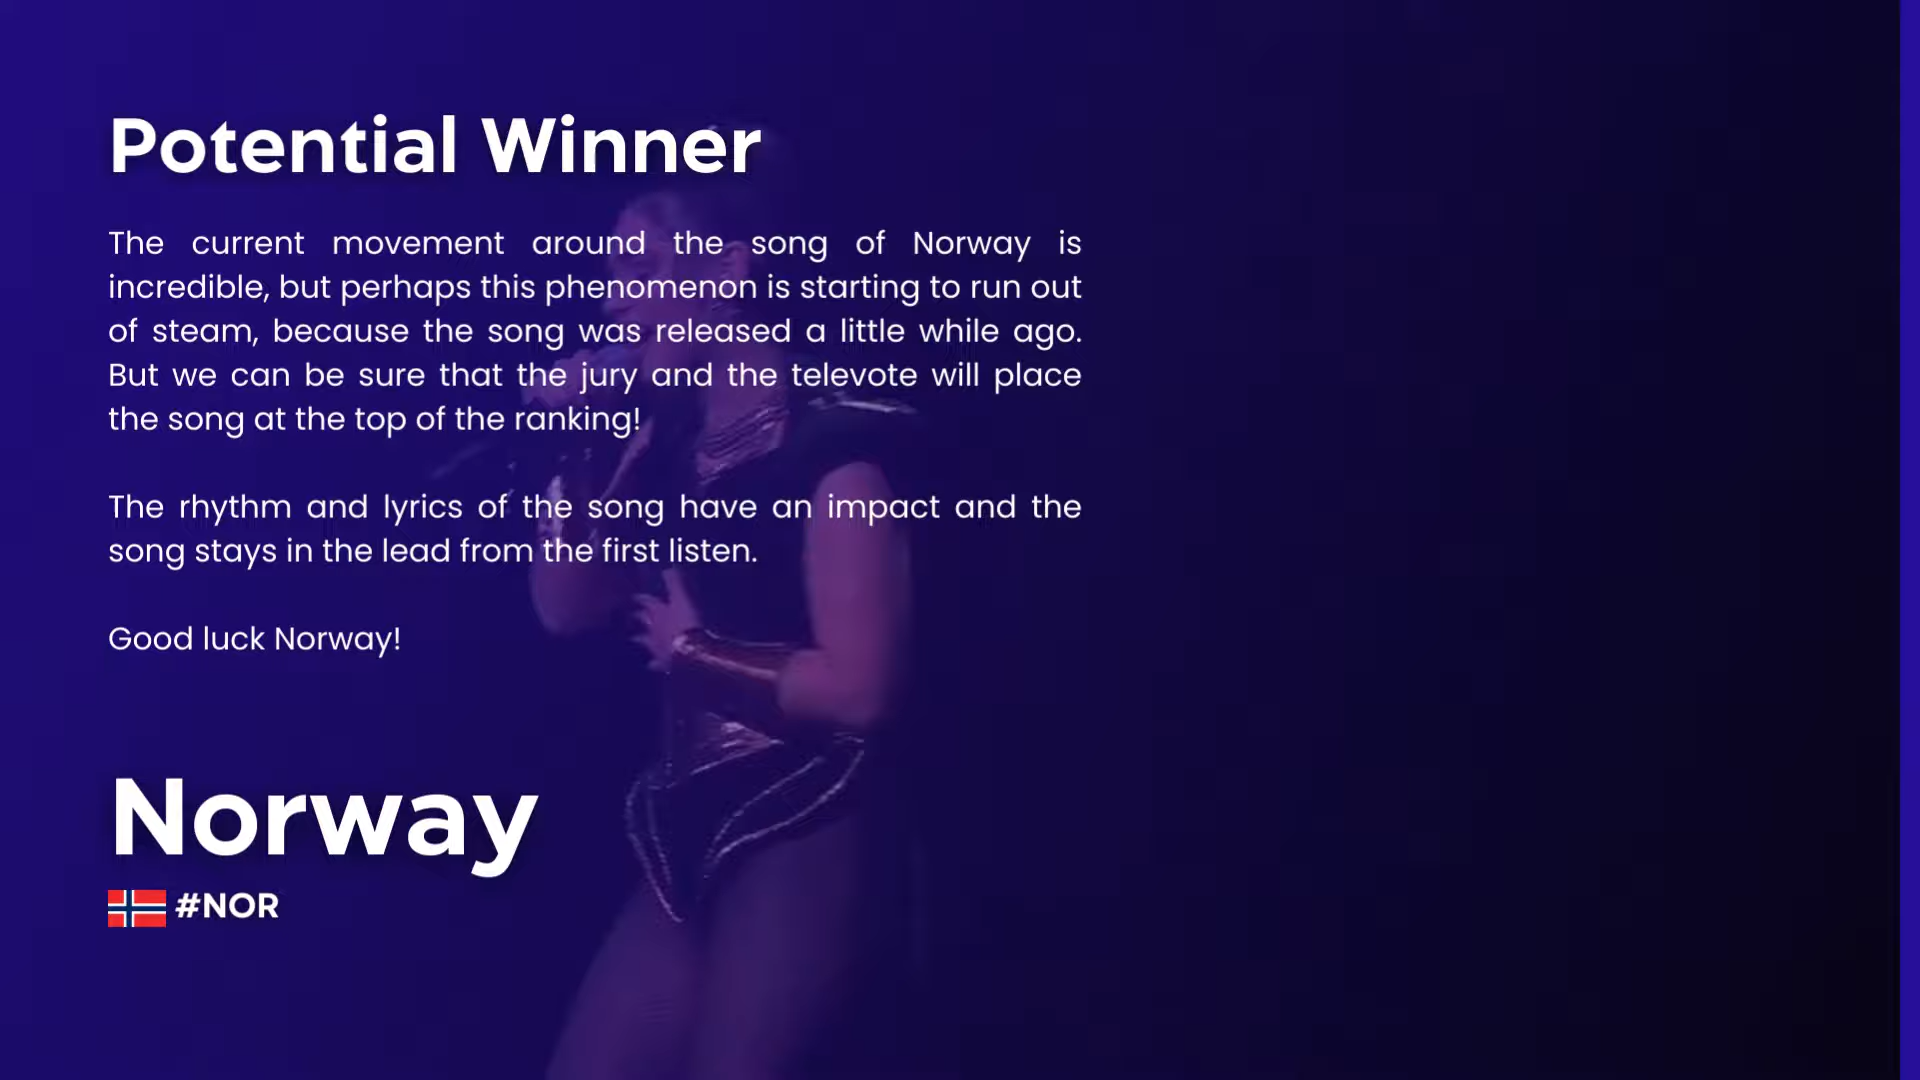 Potential Winner
The current movement around the song of Norway is
incredible, but perhaps this phenomenon is starting to run out
of steam, because the song was released a little while ago.
But we can be sure that the jury and the televote will place
the song at the top of the ranking!
The rhythm and lyrics of the song have an impact and the
song stays in the lead from the first listen.
Good luck Norway!
Norway
#NOR